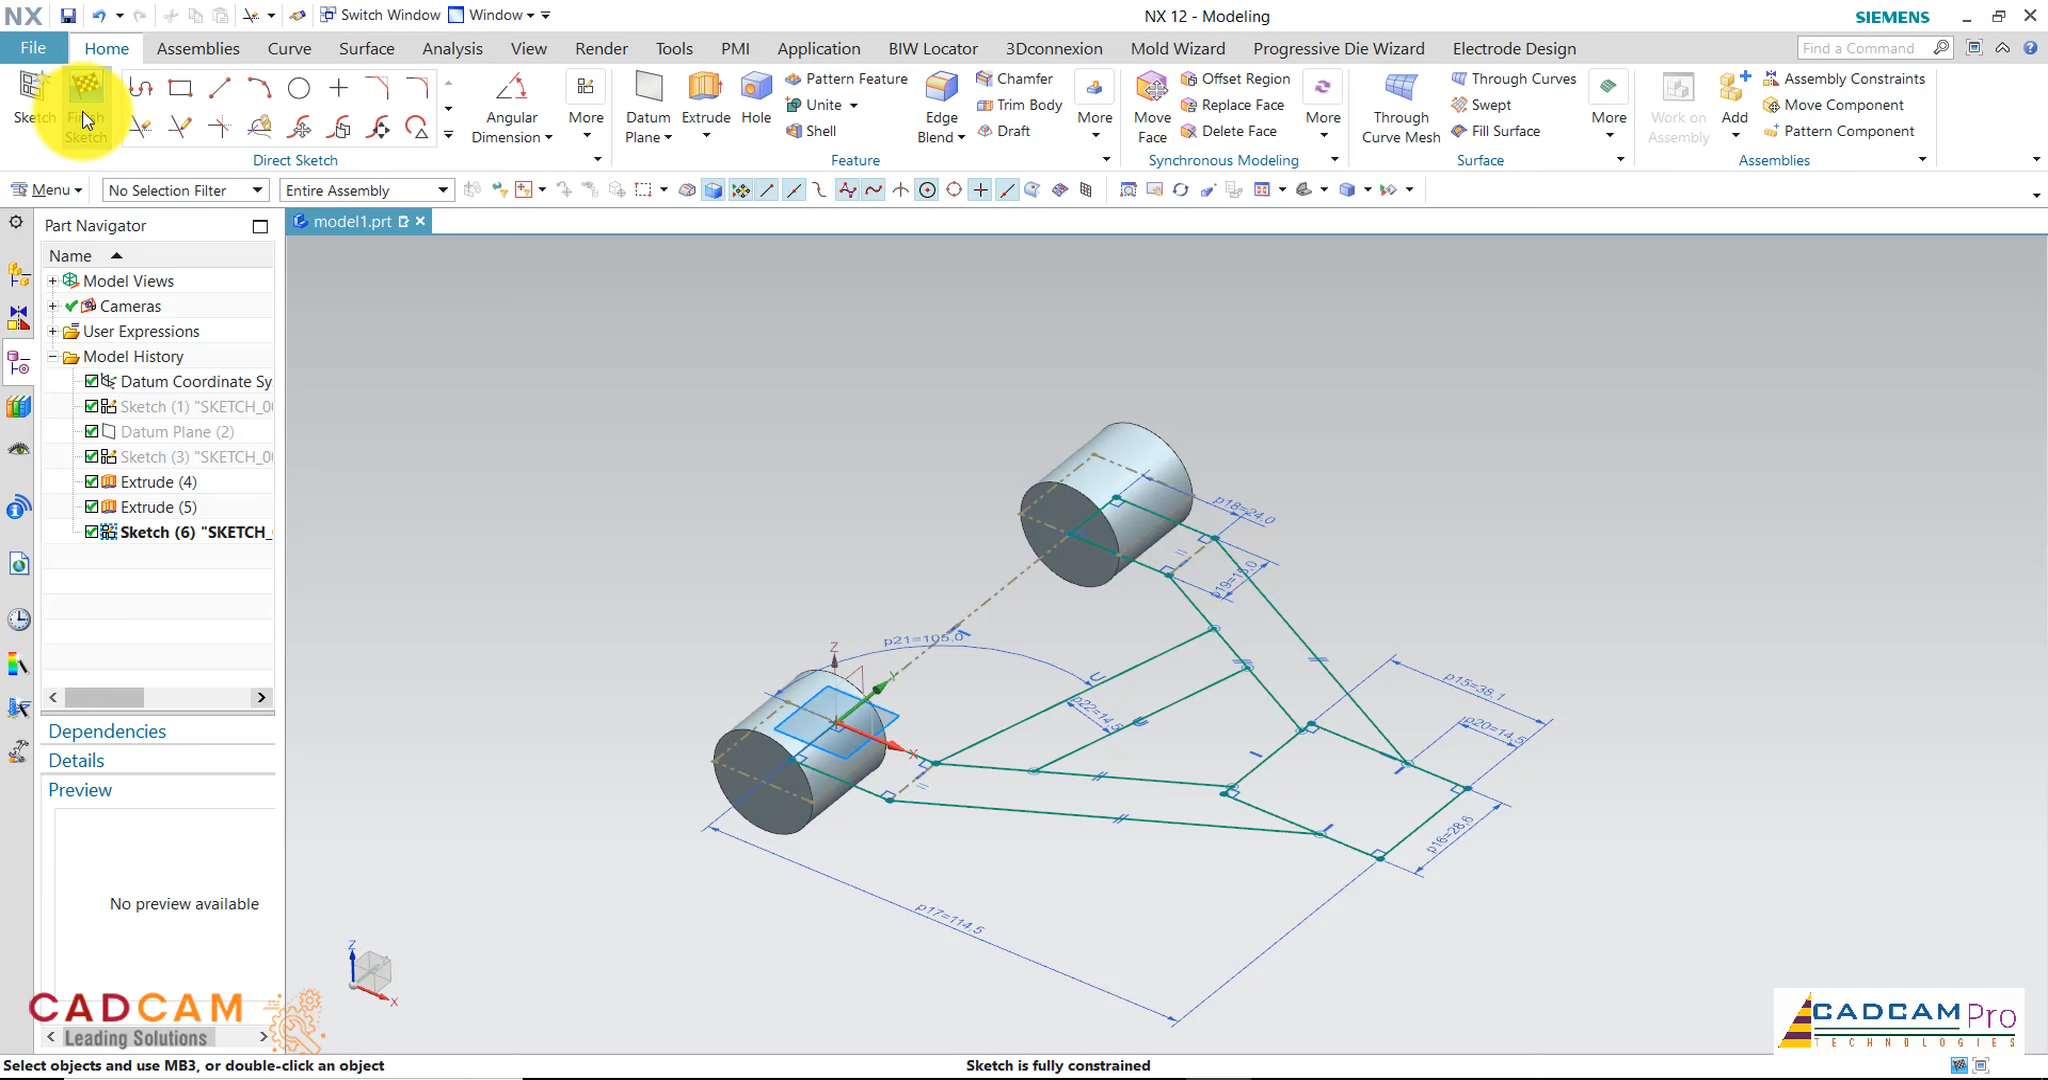 NX
Switch Window
Window
NX 12 - Modeling
SIEMENS
File
Home
Assemblies
Curve
Surface
Analysis
View
Render
Tools
PMI
Application
BIW Locator
3Dconnexion
Mold Wizard
Progressive Die Wizard
Electrode Design
Find a Command
Sketch
Finish
Sketch
Direct Sketch
Angular
Dimension
More
Datum
Plane
Extrude
Hole
Pattern Feature
Unite
Shell
Edge
Blend
Chamfer
Trim Body
Draft
More
Feature
Move
Face
Offset Region
Replace Face
Delete Face
More
Synchronous Modeling
Through
Curve Mesh
Through Curves
Swept
Fill Surface
More
Surface
Work on
Assembly
Add
Assembly Constraints
Move Component
Pattern Component
Assemblies
Menu
No Selection Filter
Entire Assembly
Part Navigator
model1.prt
Name
Model Views
Cameras
User Expressions
Model History
Datum Coordinate Sy
Sketch (1) "SKETCH_0
Datum Plane (2)
Sketch (3) "SKETCH_0
Extrude (4)
Extrude (5)
Sketch (6) "SKETCH_
Dependencies
Details
Preview
No preview available
p18=24,0
p19=15,0
p21=105,0
p15=38,1
p22=14,5
p20=14,5
p16=28,6
p17=114,5
Z
Y
X
Z
X
CADCAM
Leading Solutions
CADCAM Pro
TECHNOLOGIES
Select objects and use MB3, or double-click an object
Sketch is fully constrained